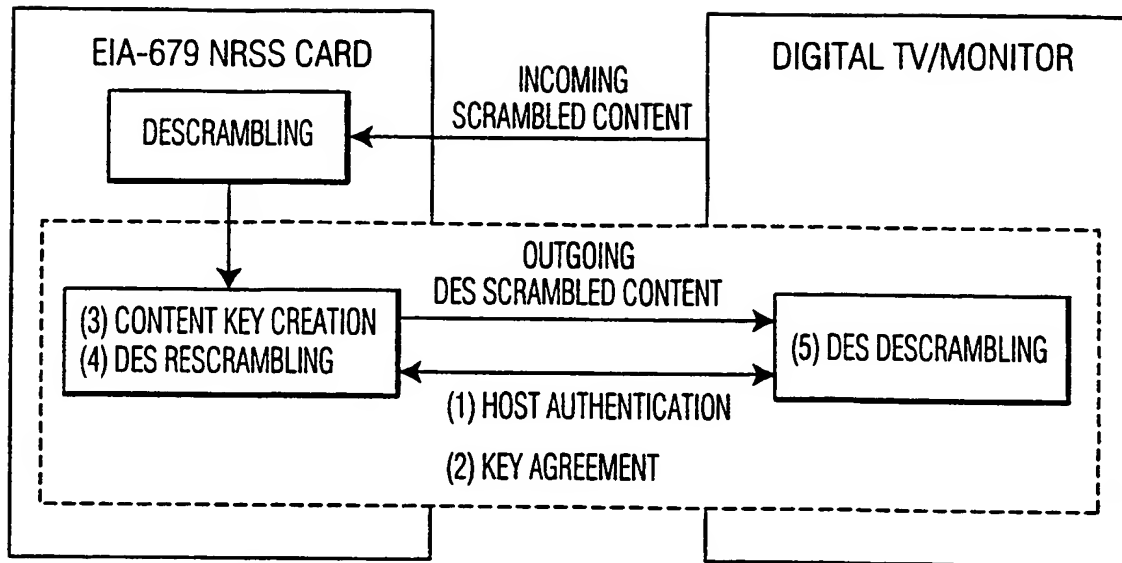 EIA-679 NRSS CARD
DIGITAL TV/MONITOR
INCOMING
SCRAMBLED CONTENT
DESCRAMBLING
OUTGOING
DES SCRAMBLED CONTENT
(3) CONTENT KEY CREATION
(4) DES RESCRAMBLING
(5) DES DESCRAMBLING
(1) HOST AUTHENTICATION
(2) KEY AGREEMENT